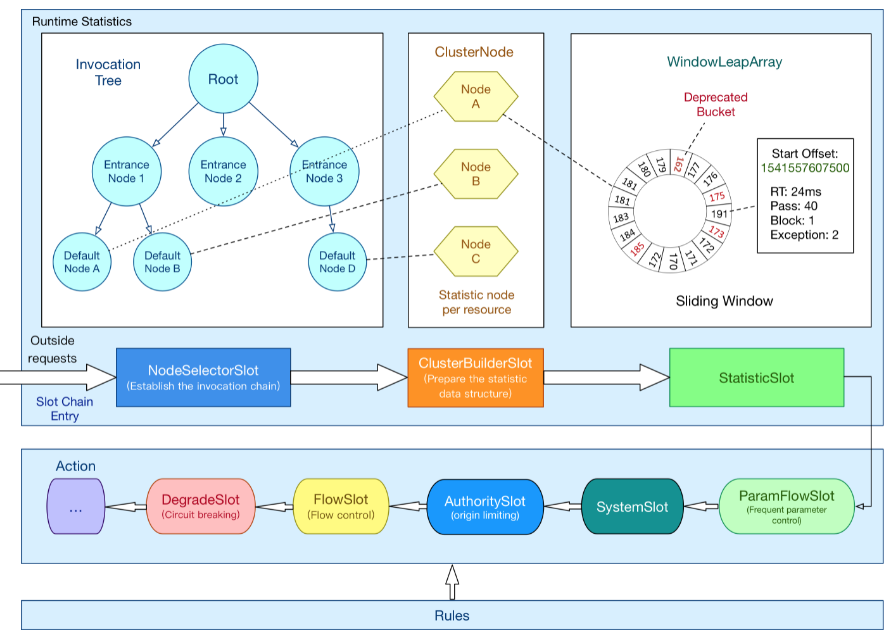 Runtime Statistics
Invocation
Tree
Root
Entrance
Node 1
Entrance
Node 2
Entrance
Node 3
Default
Node A
Default
Node B
Default
Node D
ClusterNode
Node
A
Node
B
Node
C
Statistic node
per resource
WindowLeapArray
Deprecated
Bucket
162
177
176
175
191
173
172
171
170
172
185
184
183
181
181
180
179
Start Offset:
1541557607500
RT: 24ms
Pass: 40
Block: 1
Exception: 2
Sliding Window
Outside
requests
Slot Chain
Entry
NodeSelectorSlot
(Establish the invocation chain)
ClusterBuilderSlot
(Prepare the statistic
data structure)
StatisticSlot
Action
...
DegradeSlot
(Circuit breaking)
FlowSlot
(Flow control)
AuthoritySlot
(origin limiting)
SystemSlot
ParamFlowSlot
(Frequent parameter
control)
Rules